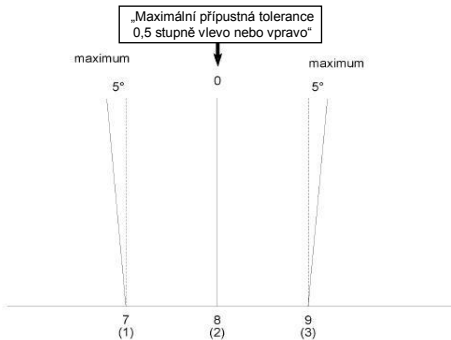 „Maximální přípustná tolerance
0,5 stupně vlevo nebo vpravo“
maximum
maximum
5°
0
5°
7
8
9
(1)
(2)
(3)